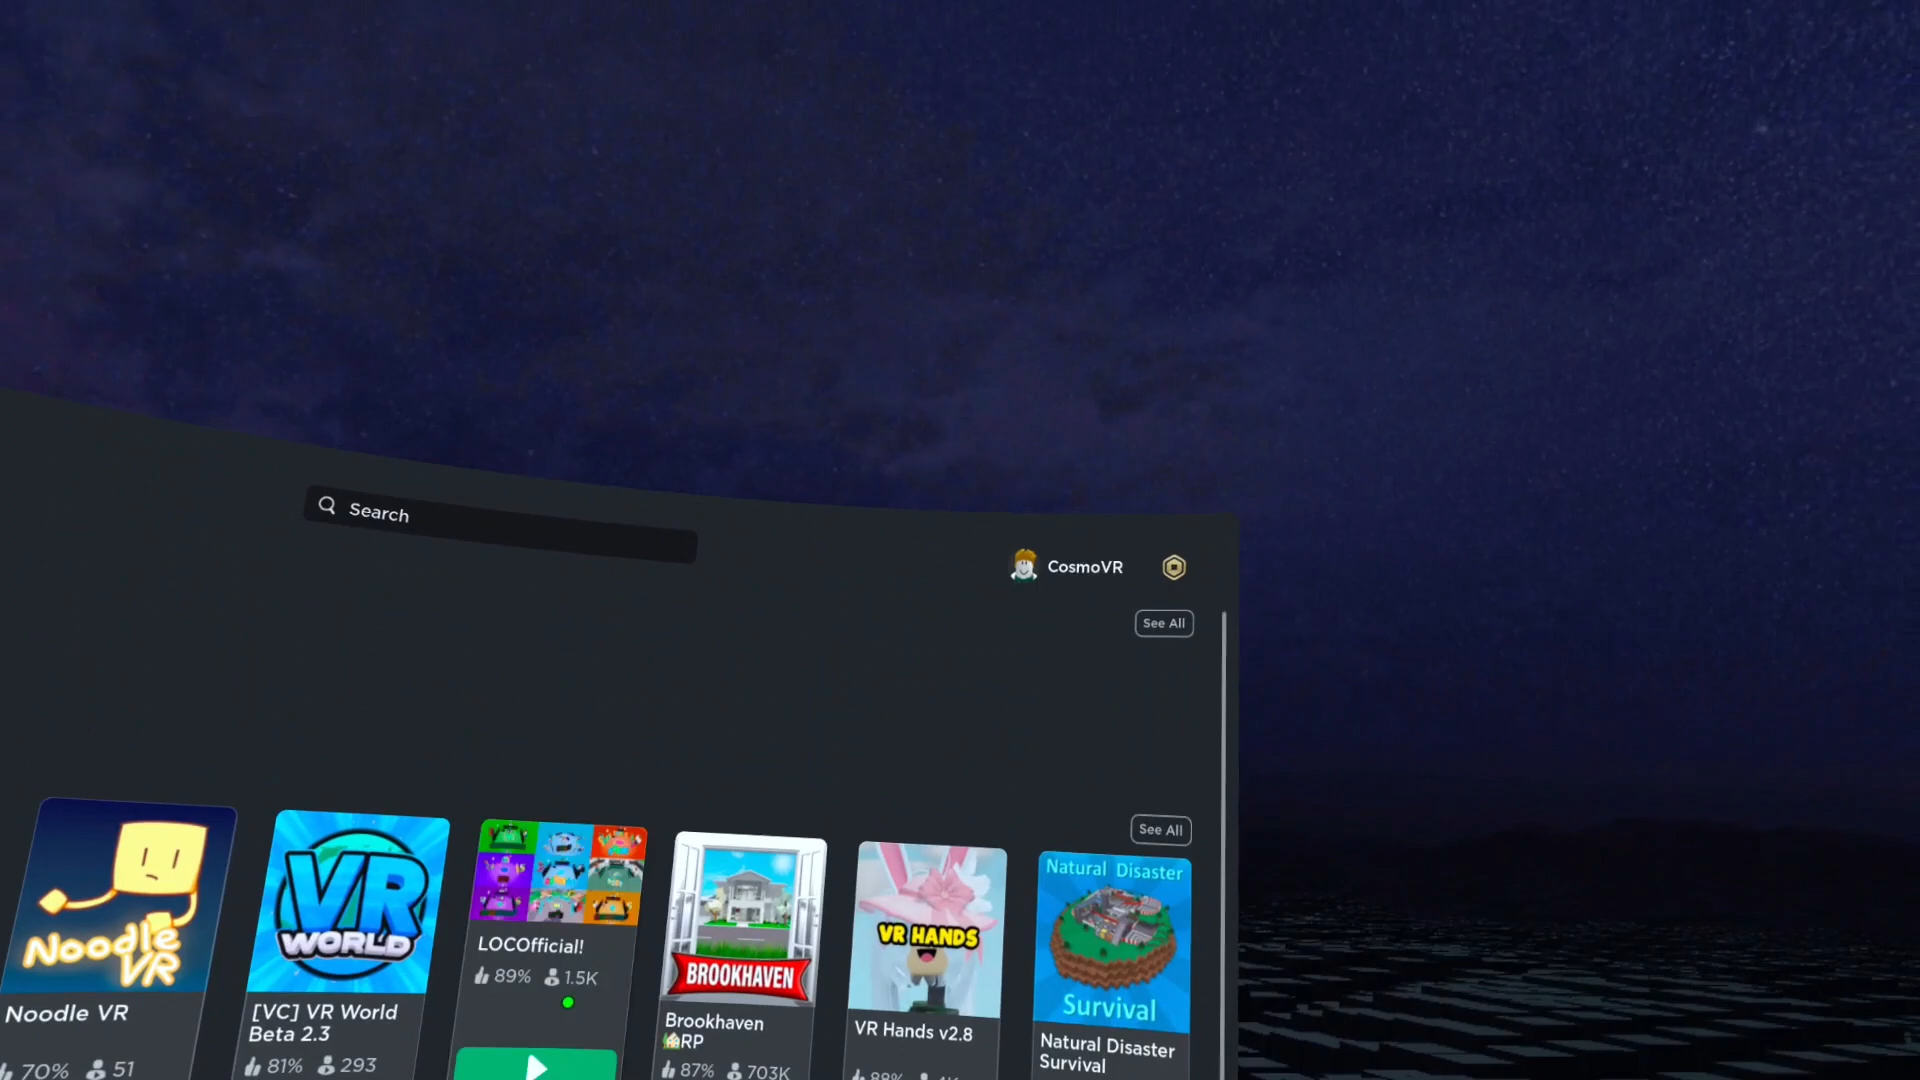 Search
CosmoVR
See All
See All
Noodle
VR
Noodle VR
70% 51
VR
WORLD
[VC] VR World
Beta 2.3
81% 293
LOCOfficial!
89% 1.5K
BROOKHAVEN
Brookhaven
🏡RP
87% 703K
VR HANDS
VR Hands v2.8
Natural Disaster
Survival
Natural Disaster
Survival